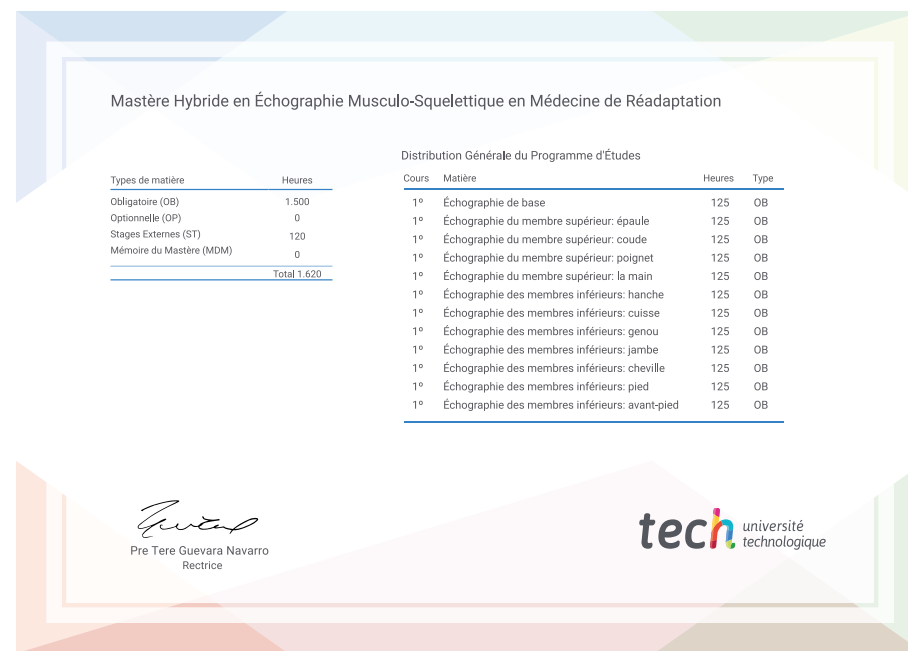 Mastère Hybride en Échographie Musculo-Squelettique en Médecine de Réadaptation
Types de matière Heures
Obligatoire (OB) 1.500
Optionnelle (OP) 0
Stages Externes (ST) 120
Mémoire du Mastère (MDM) 0
Total 1.620
Distribution Générale du Programme d'Études
Cours Matière Heures Type
1º Échographie de base 125 OB
1º Échographie du membre supérieur: épaule 125 OB
1º Échographie du membre supérieur: coude 125 OB
1º Échographie du membre supérieur: poignet 125 OB
1º Échographie du membre supérieur: la main 125 OB
1º Échographie des membres inférieurs: hanche 125 OB
1º Échographie des membres inférieurs: cuisse 125 OB
1º Échographie des membres inférieurs: genou 125 OB
1º Échographie des membres inférieurs: jambe 125 OB
1º Échographie des membres inférieurs: cheville 125 OB
1º Échographie des membres inférieurs: pied 125 OB
1º Échographie des membres inférieurs: avant-pied 125 OB
Pre Tere Guevara Navarro
Rectrice
tech université
technologique